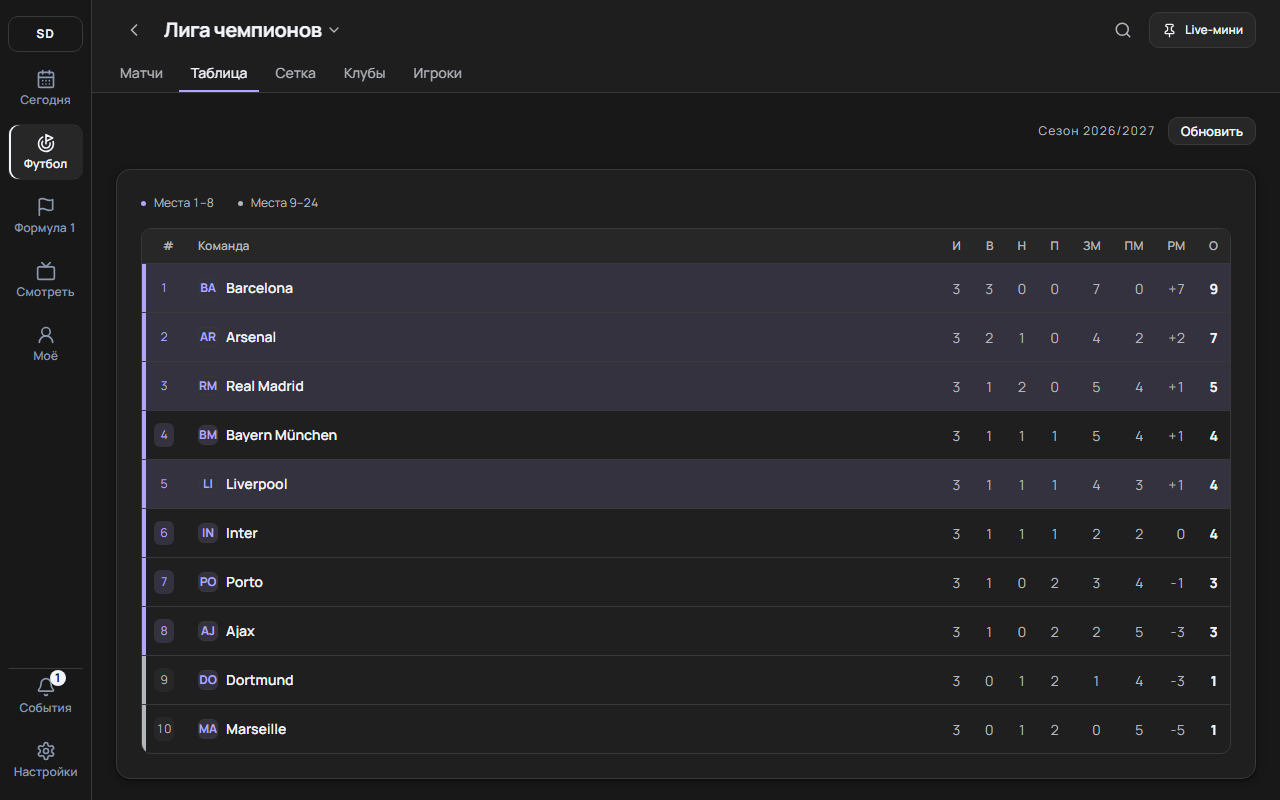 SD
Сегодня
Футбол
Формула 1
Смотреть
Моё
1
События
Настройки
Лига чемпионов
Live-мини
Матчи Таблица Сетка Клубы Игроки
Сезон 2026/2027 Обновить
Места 1–8 Места 9–24
# Команда И В Н П ЗМ ПМ РМ О
1 BA Barcelona 3 3 0 0 7 0 +7 9
2 AR Arsenal 3 2 1 0 4 2 +2 7
3 RM Real Madrid 3 1 2 0 5 4 +1 5
4 BM Bayern München 3 1 1 1 5 4 +1 4
5 LI Liverpool 3 1 1 1 4 3 +1 4
6 IN Inter 3 1 1 1 2 2 0 4
7 PO Porto 3 1 0 2 3 4 -1 3
8 AJ Ajax 3 1 0 2 2 5 -3 3
9 DO Dortmund 3 0 1 2 1 4 -3 1
10 MA Marseille 3 0 1 2 0 5 -5 1